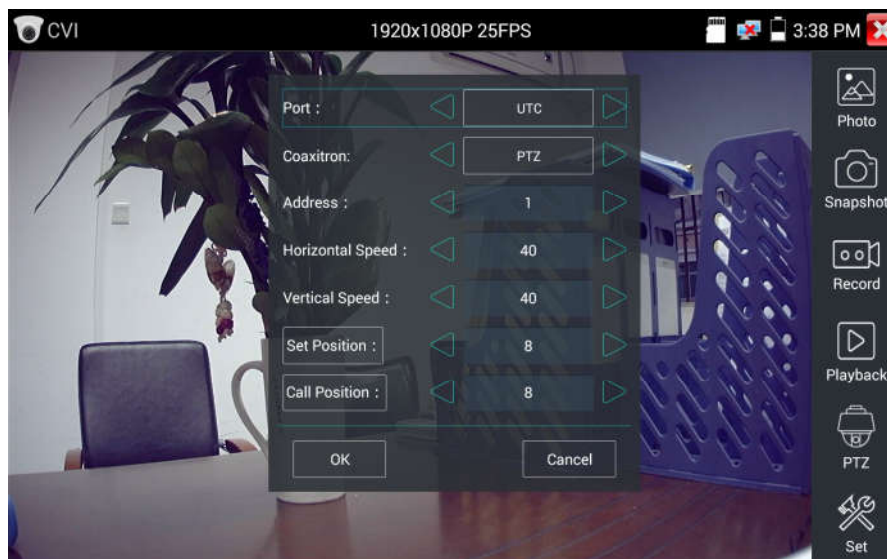 CVI 1920x1080P 25FPS 3:38 PM
Port : UTC
Coaxitron: PTZ
Address : 1
Horizontal Speed : 40
Vertical Speed : 40
Set Position : 8
Call Position : 8
OK Cancel
Photo
Snapshot
Record
Playback
PTZ
Set